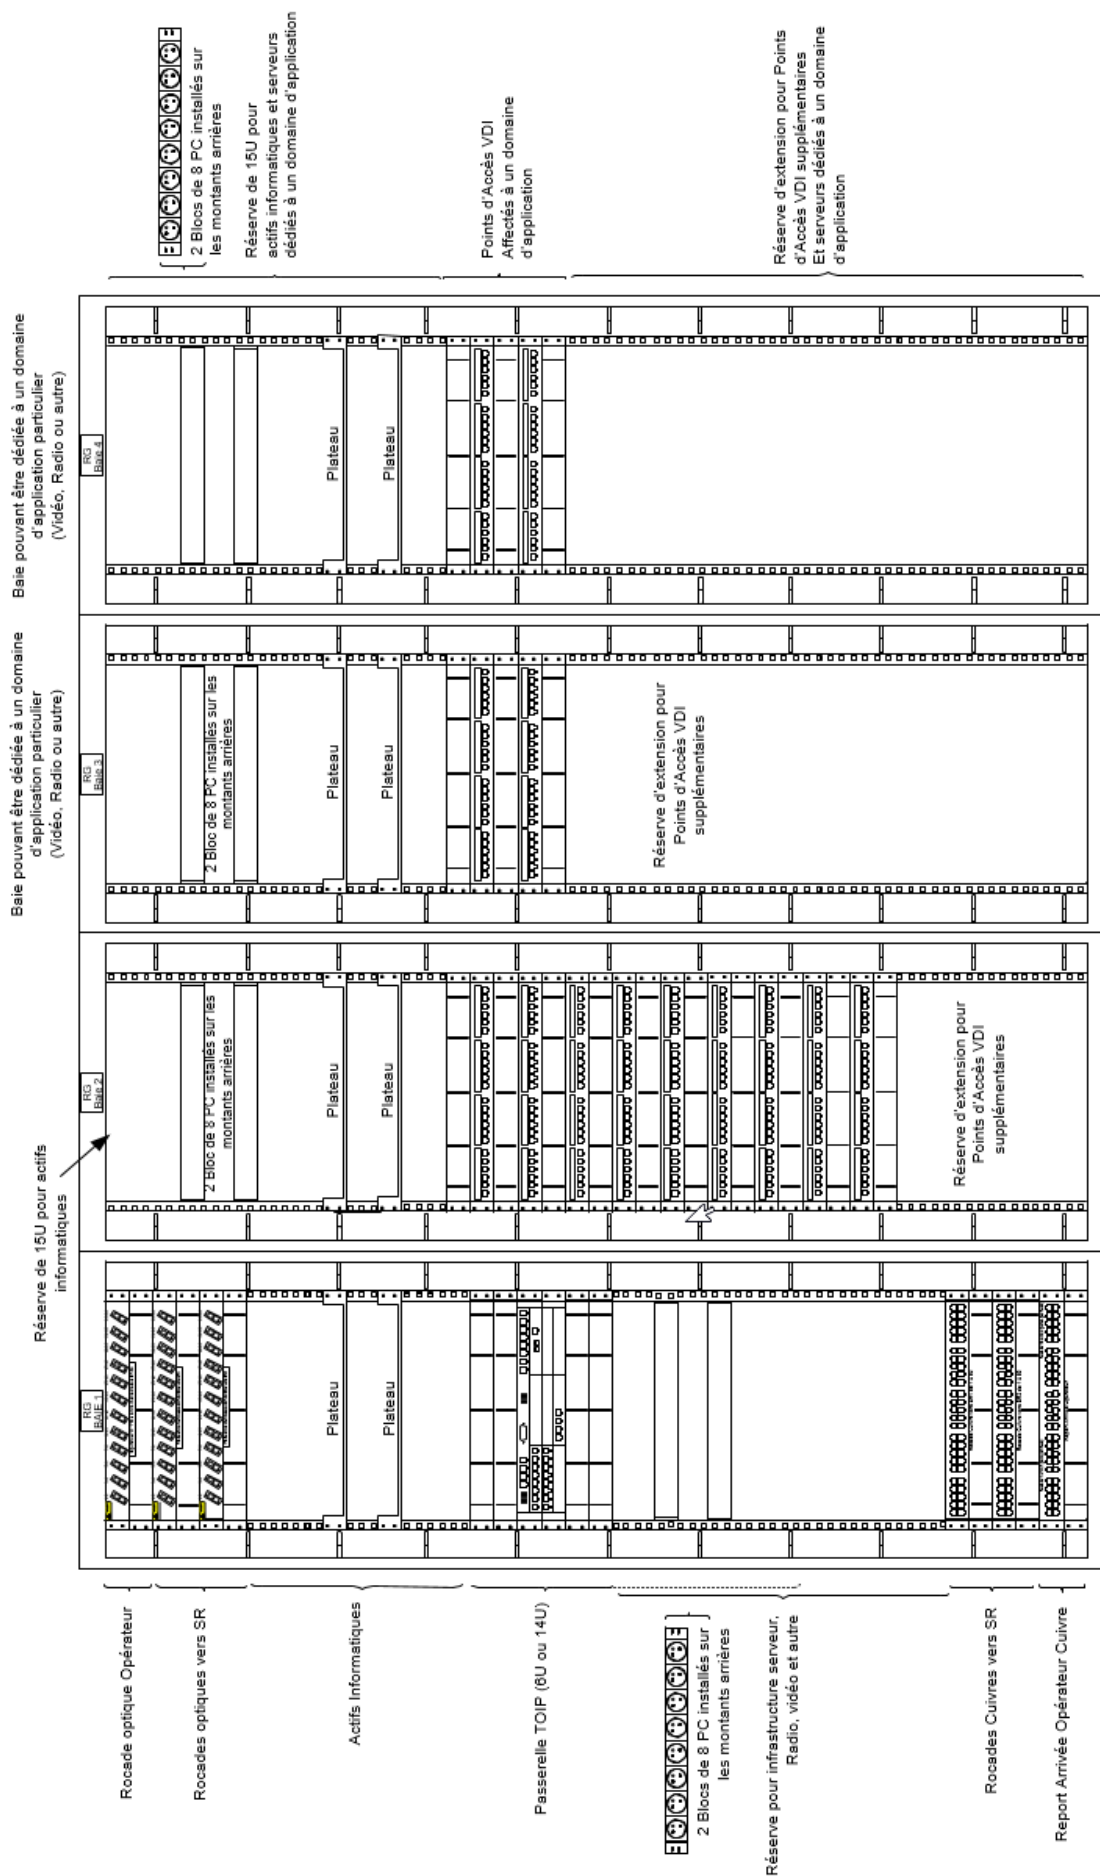 Rocade optique Opérateur
Rocades optiques vers SR
Actifs Informatiques
Passerelle TOIP (6U ou 14U)
2 Blocs de 8 PC installés sur
les montants arrières
Réserve pour infrastructure serveur,
Radio, vidéo et autre
Rocades Cuivres vers SR
Report Arrivée Opérateur Cuivre
RG
BAIE 1
Plateau
Plateau
Réserve de 15U pour actifs
informatiques
RG
Baie 2
2 Bloc de 8 PC installés sur les
montants arrières
Plateau
Plateau
Réserve d'extension pour
Points d'Accès VDI
supplémentaires
Baie pouvant être dédiée à un domaine
d'application particulier
(Vidéo, Radio ou autre)
RG
Baie 3
2 Bloc de 8 PC installés sur les
montants arrières
Plateau
Plateau
Réserve d'extension pour
Points d'Accès VDI
supplémentaires
Baie pouvant être dédiée à un domaine
d'application particulier
(Vidéo, Radio ou autre)
RG
Baie 4
Plateau
Plateau
2 Blocs de 8 PC installés sur
les montants arrières
Réserve de 15U pour
actifs informatiques et serveurs
dédiés à un domaine d'application
Points d'Accès VDI
Affectés à un domaine
d'application
Réserve d'extension pour Points
d'Accès VDI supplémentaires
Et serveurs dédiés à un domaine
d'application